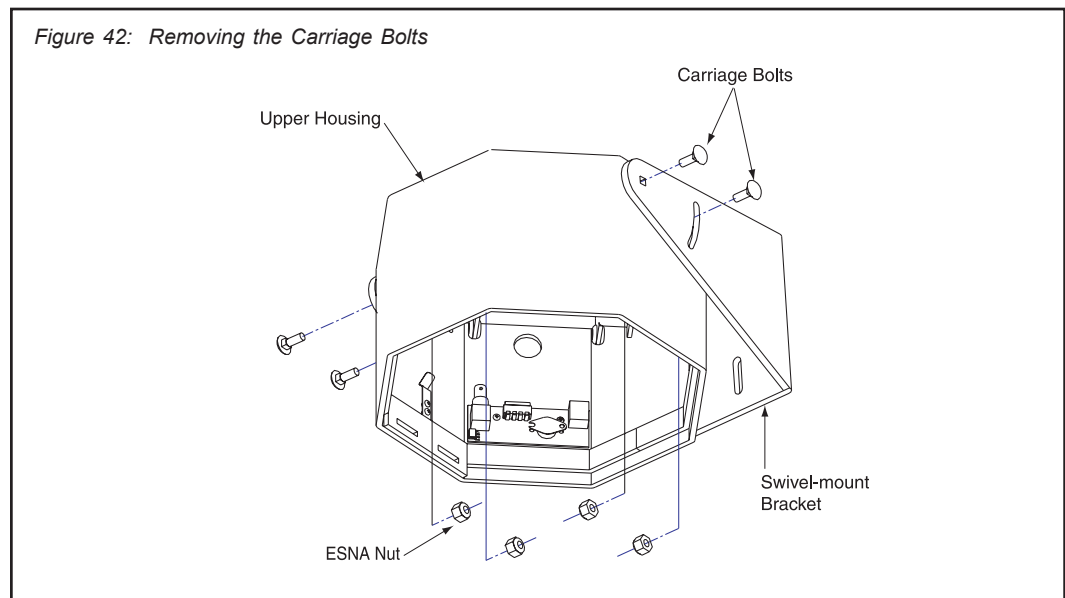 Figure 42: Removing the Carriage Bolts
Carriage Bolts
Upper Housing
Swivel-mount
Bracket
ESNA Nut